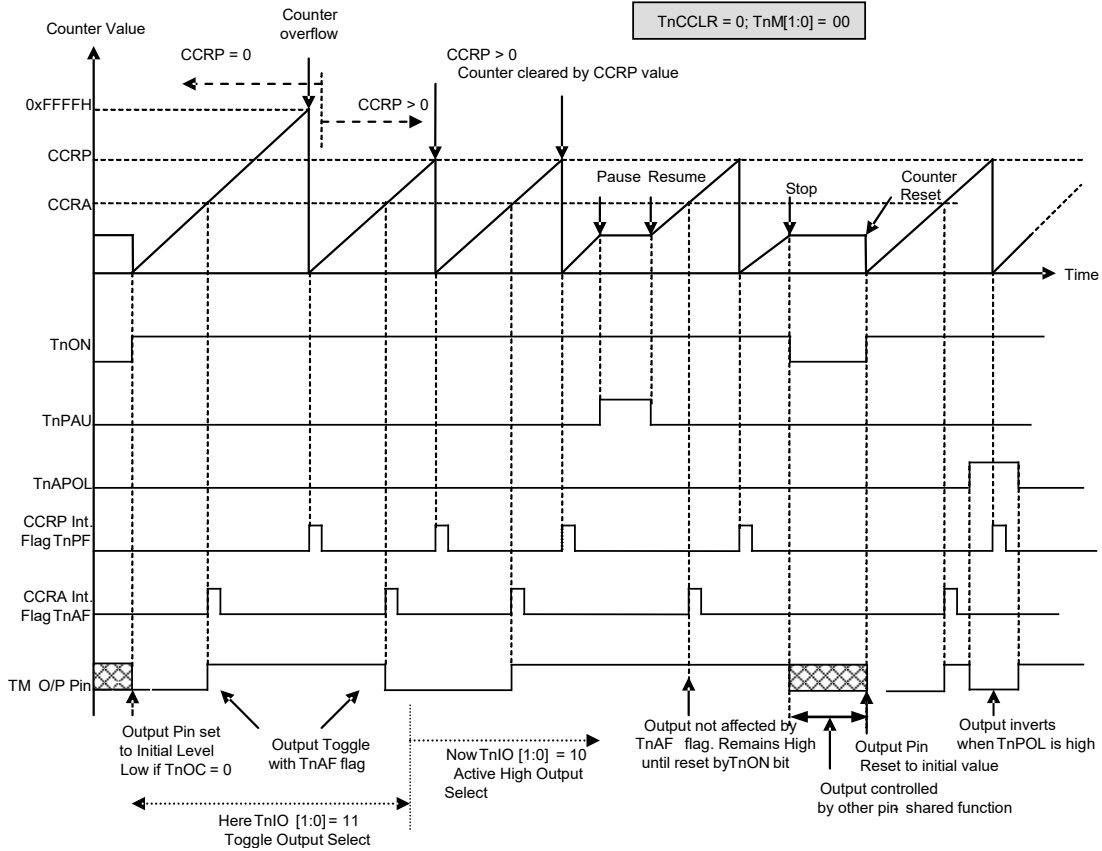 TnCCLR = 0; TnM[1:0] = 00
Counter Value
Counter
overflow
CCRP = 0
CCRP > 0
Counter cleared by CCRP value
0xFFFFH
CCRP > 0
CCRP
Pause Resume
Stop
Counter
Reset
CCRA
Time
TnON
TnPAU
TnAPOL
CCRP Int.
Flag TnPF
CCRA Int.
Flag TnAF
TM O/P Pin
Output Pin set
to Initial Level
Low if TnOC = 0
Output Toggle
with TnAF flag
Now TnIO [1:0] = 10
Active High Output
Select
Output not affected by
TnAF flag. Remains High
until reset by TnON bit
Output Pin
Reset to initial value
Output inverts
when TnPOL is high
Output controlled
by other pin shared function
Here TnIO [1:0] = 11
Toggle Output Select